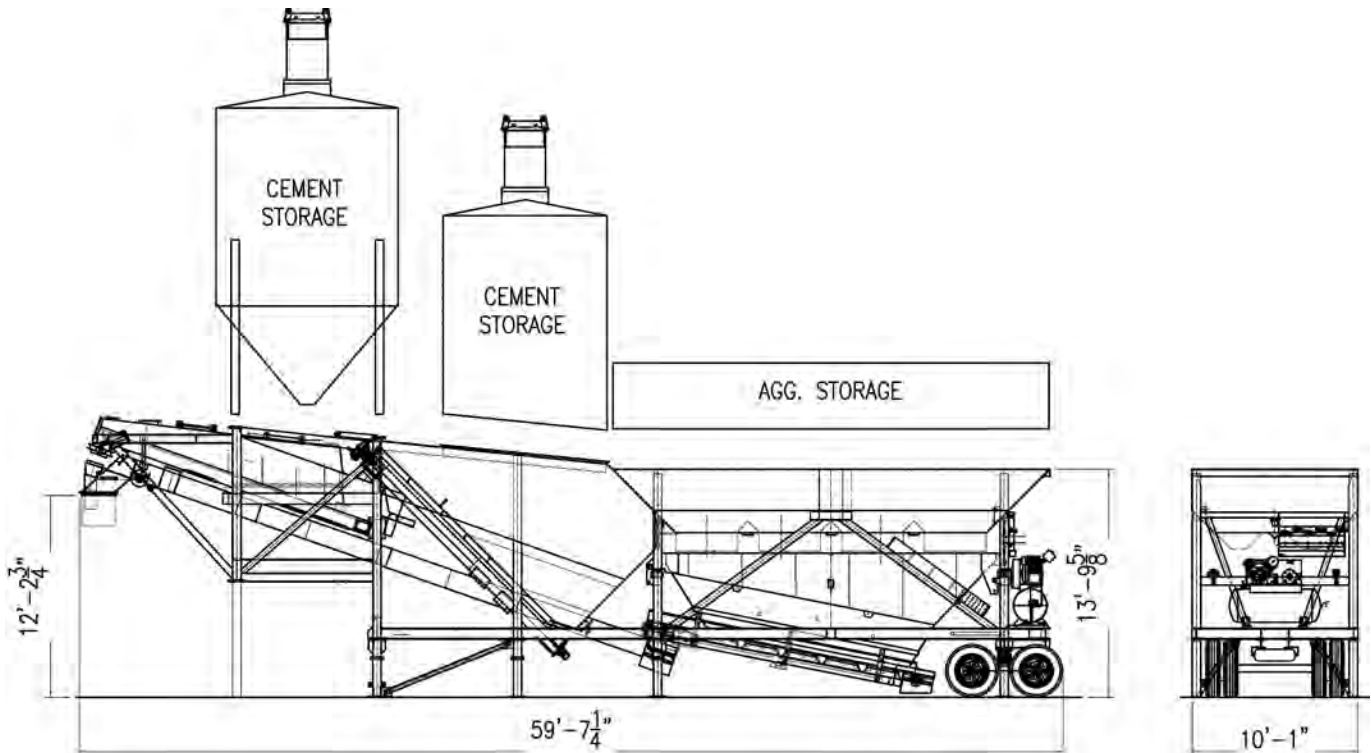 CEMENT
STORAGE
CEMENT
STORAGE
AGG. STORAGE
12'-2 3/4"
13'-9 5/8"
59'-7 1/4"
10'-1"